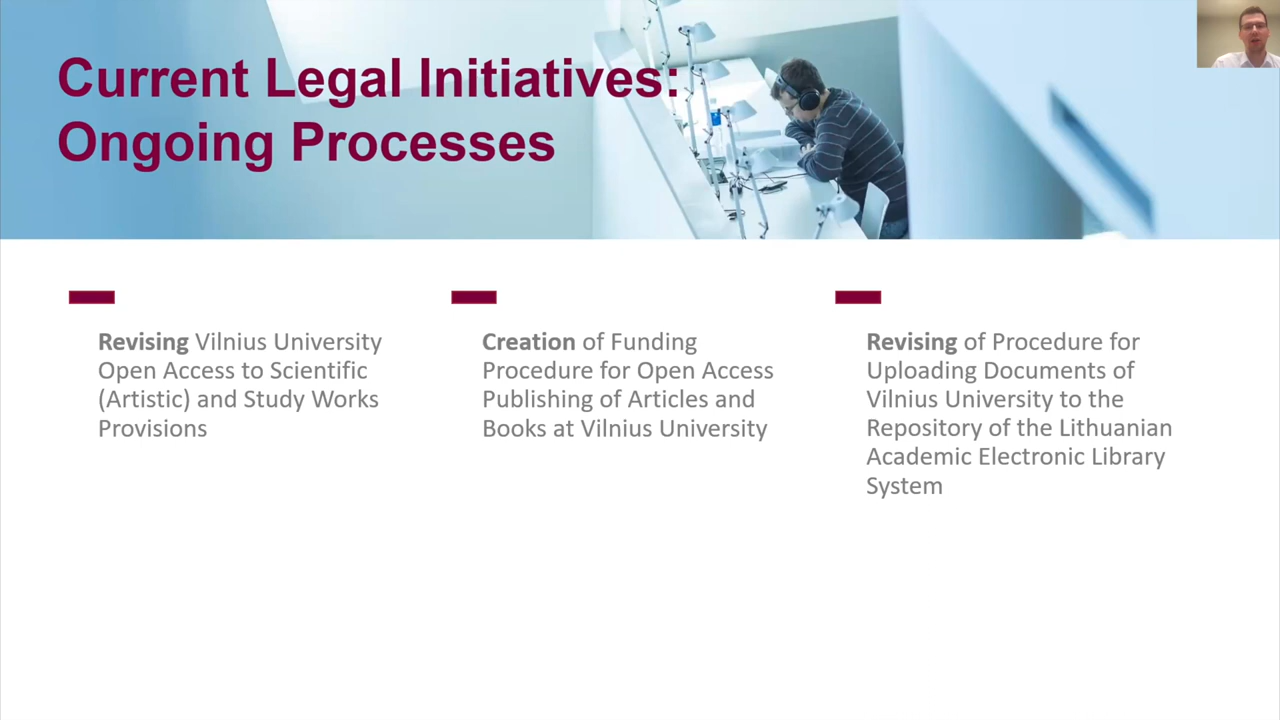 Current Legal Initiatives:
Ongoing Processes
Revising Vilnius University
Open Access to Scientific
(Artistic) and Study Works
Provisions
Creation of Funding
Procedure for Open Access
Publishing of Articles and
Books at Vilnius University
Revising of Procedure for
Uploading Documents of
Vilnius University to the
Repository of the Lithuanian
Academic Electronic Library
System